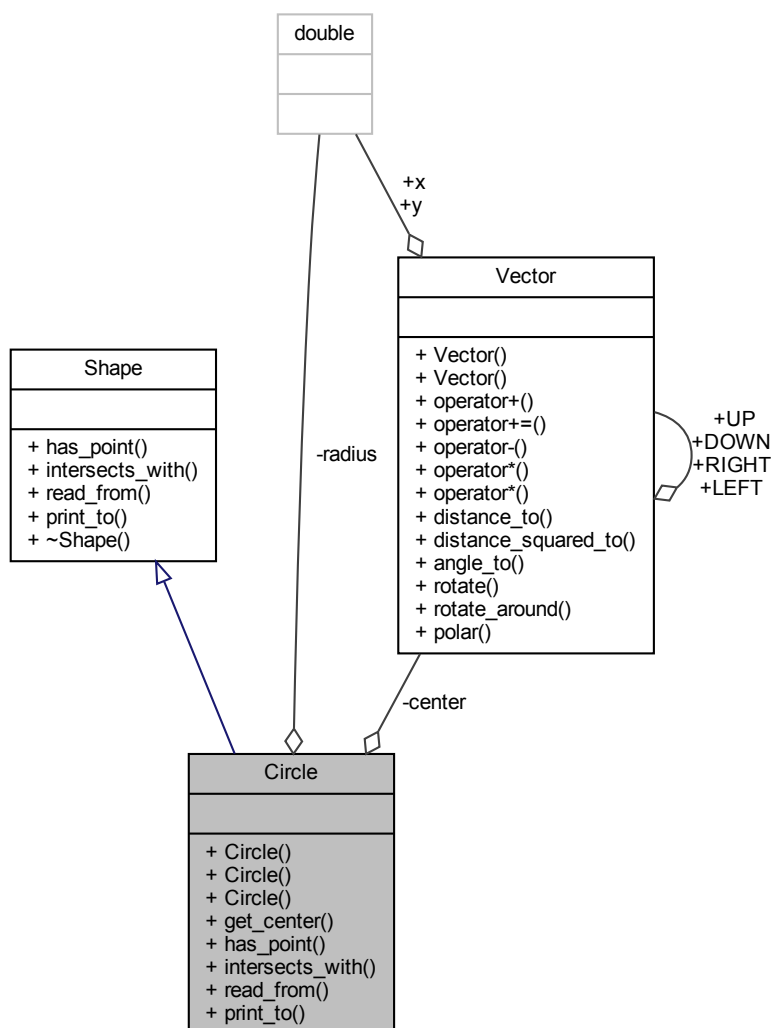 double
+x
+y
Vector
+ Vector()
+ Vector()
+ operator+()
+ operator+=()
+ operator-()
+ operator*()
+ operator*()
+ distance_to()
+ distance_squared_to()
+ angle_to()
+ rotate()
+ rotate_around()
+ polar()
+UP
+DOWN
+RIGHT
+LEFT
Shape
+ has_point()
+ intersects_with()
+ read_from()
+ print_to()
+ ~Shape()
-radius
-center
Circle
+ Circle()
+ Circle()
+ Circle()
+ get_center()
+ has_point()
+ intersects_with()
+ read_from()
+ print_to()